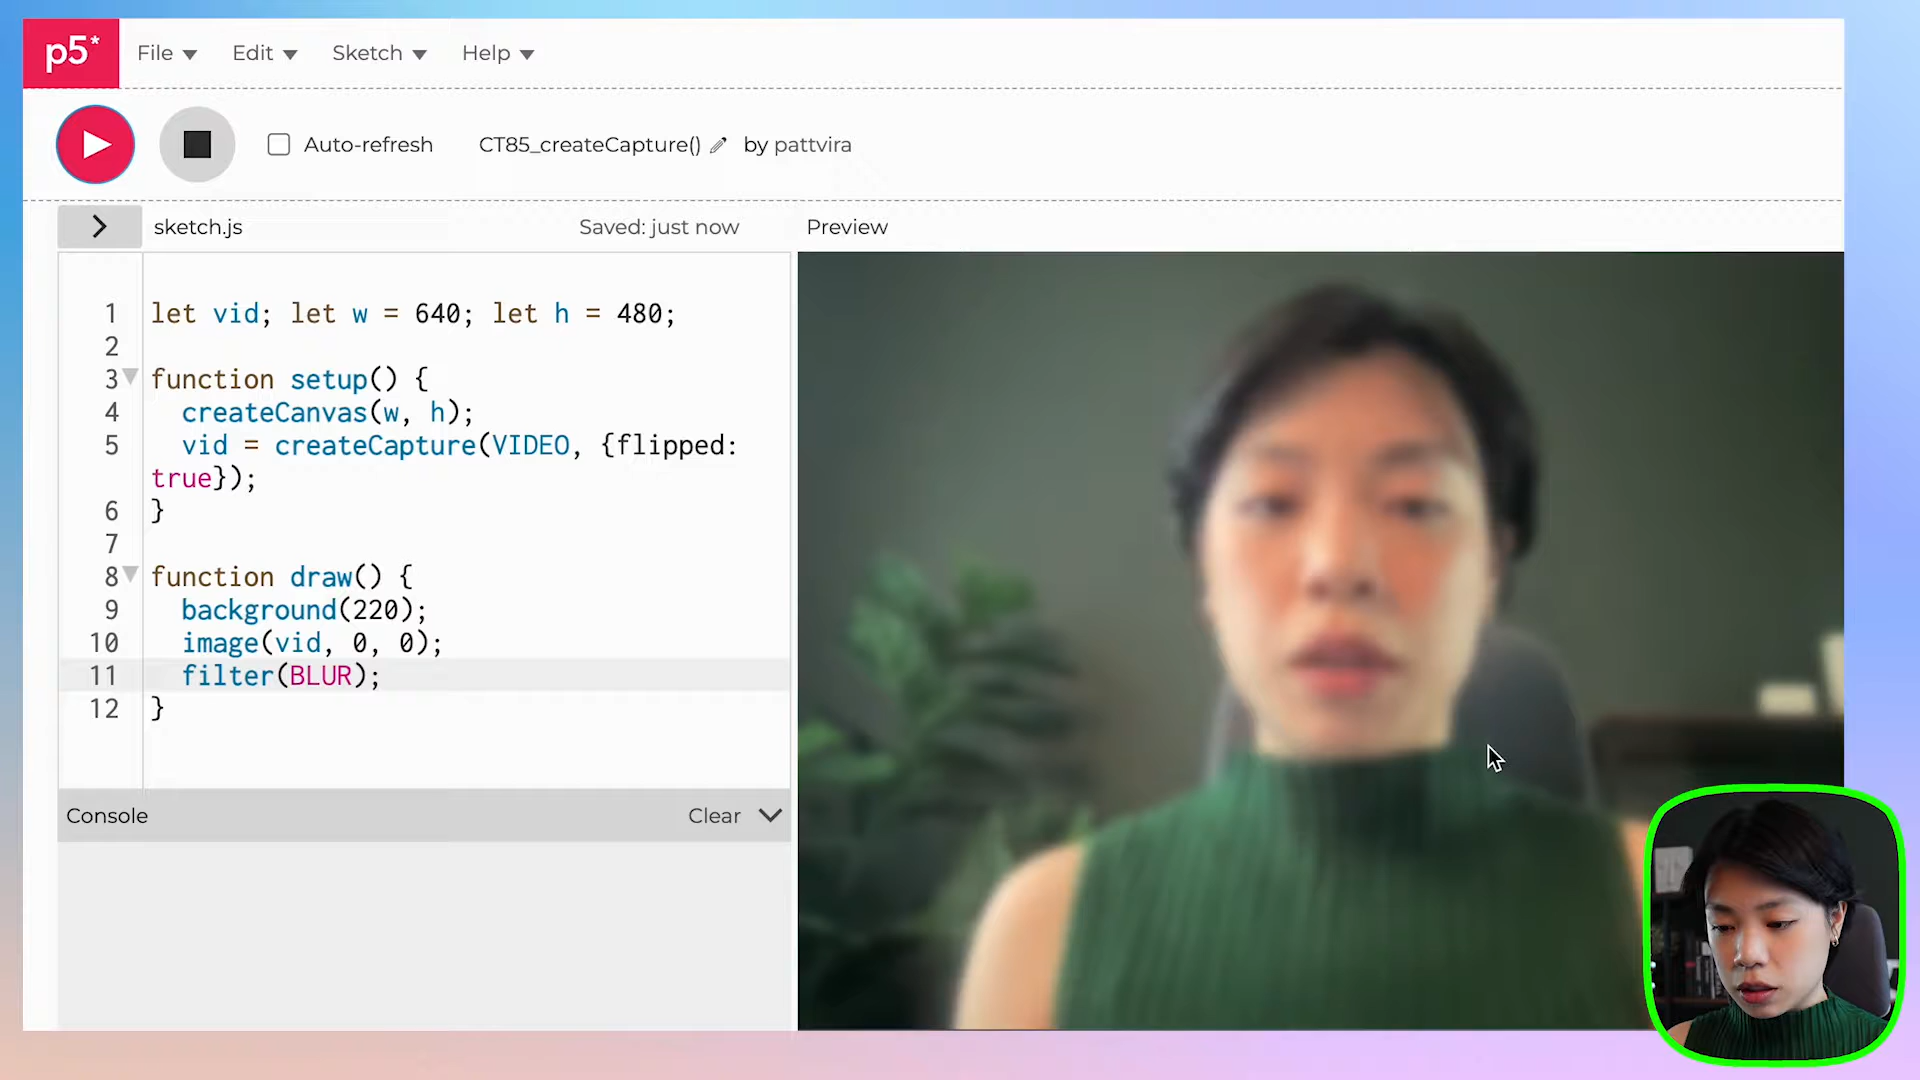 p5*
File Edit Sketch Help
Auto-refresh CT85_createCapture() by pattvira
sketch.js Saved: just now Preview
1 let vid; let w = 640; let h = 480;
2
3 function setup() {
4 createCanvas(w, h);
5 vid = createCapture(VIDEO, {flipped:
true});
6 }
7
8 function draw() {
9 background(220);
10 image(vid, 0, 0);
11 filter(BLUR);
12 }
Console Clear